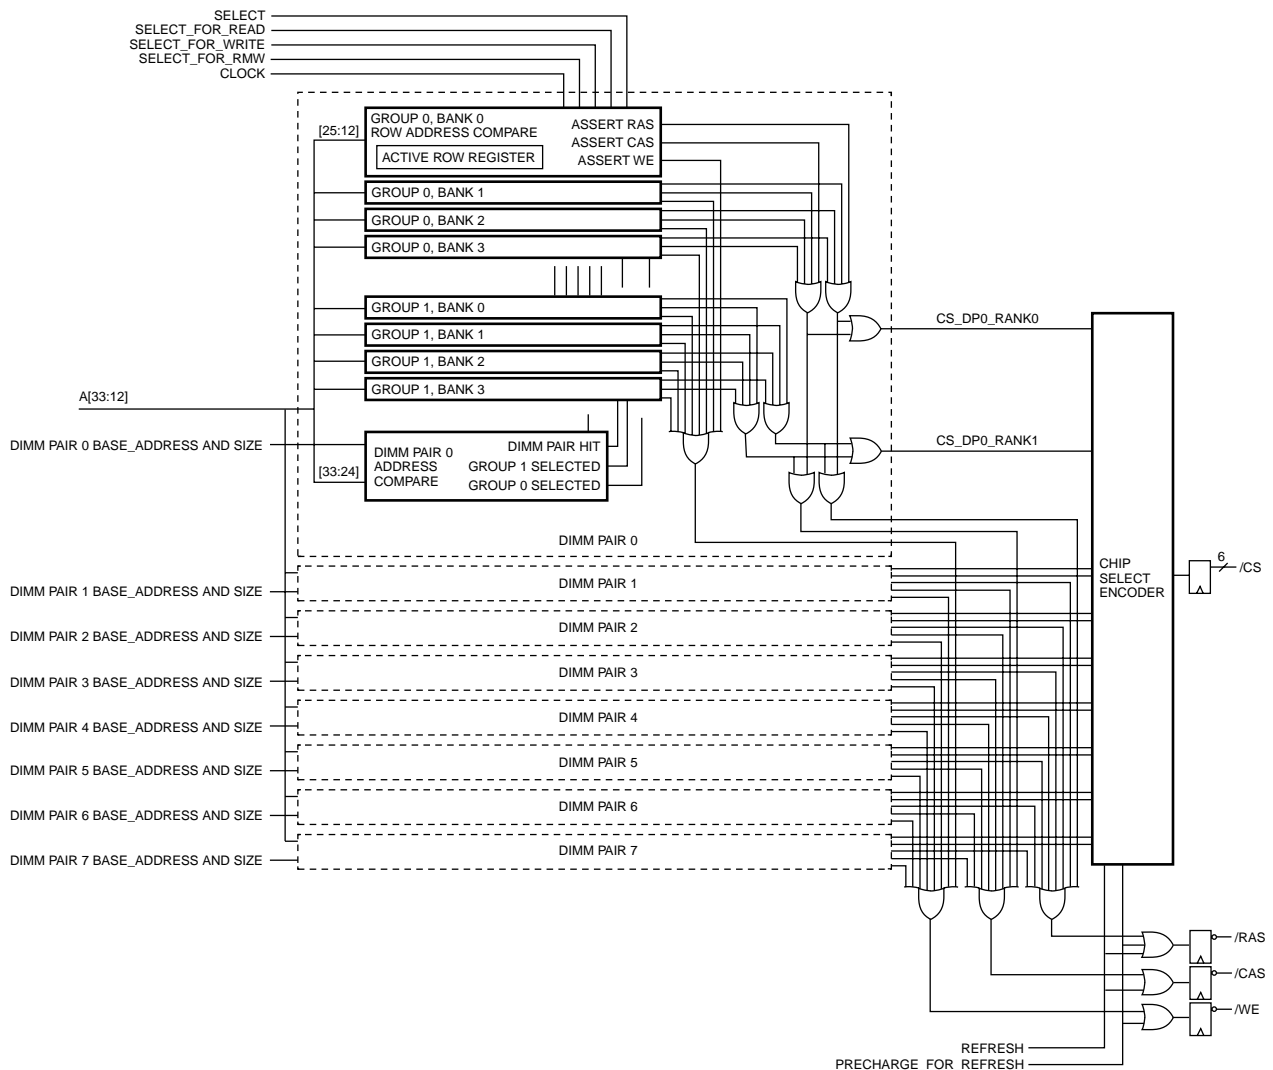 SELECT
SELECT_FOR_READ
SELECT_FOR_WRITE
SELECT_FOR_RMW
CLOCK
[25:12]
GROUP 0, BANK 0
ROW ADDRESS COMPARE
ACTIVE ROW REGISTER
ASSERT RAS
ASSERT CAS
ASSERT WE
GROUP 0, BANK 1
GROUP 0, BANK 2
GROUP 0, BANK 3
GROUP 1, BANK 0
GROUP 1, BANK 1
GROUP 1, BANK 2
GROUP 1, BANK 3
CS_DP0_RANK0
CS_DP0_RANK1
A[33:12]
DIMM PAIR 0 BASE_ADDRESS AND SIZE
[33:24]
DIMM PAIR 0
ADDRESS
COMPARE
DIMM PAIR HIT
GROUP 1 SELECTED
GROUP 0 SELECTED
DIMM PAIR 0
DIMM PAIR 1 BASE_ADDRESS AND SIZE
DIMM PAIR 1
DIMM PAIR 2 BASE_ADDRESS AND SIZE
DIMM PAIR 2
DIMM PAIR 3 BASE_ADDRESS AND SIZE
DIMM PAIR 3
DIMM PAIR 4 BASE_ADDRESS AND SIZE
DIMM PAIR 4
DIMM PAIR 5 BASE_ADDRESS AND SIZE
DIMM PAIR 5
DIMM PAIR 6 BASE_ADDRESS AND SIZE
DIMM PAIR 6
DIMM PAIR 7 BASE_ADDRESS AND SIZE
DIMM PAIR 7
CHIP
SELECT
ENCODER
6
/CS
/RAS
/CAS
/WE
REFRESH
PRECHARGE_FOR_REFRESH